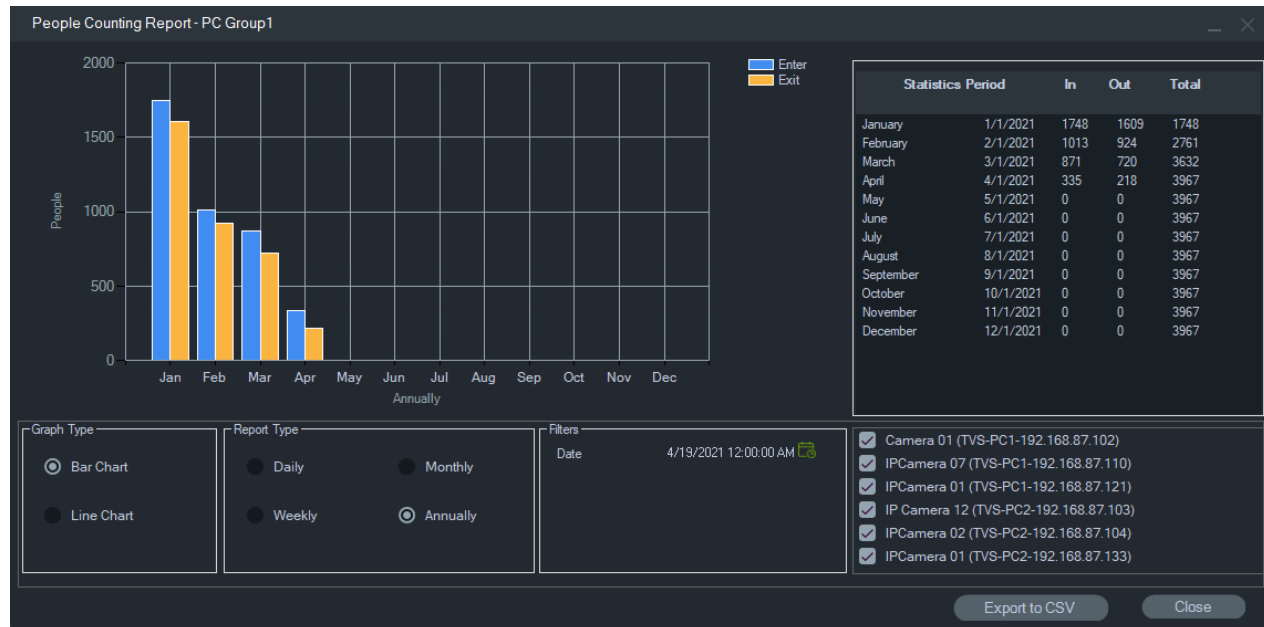 People Counting Report - PC Group1
2000
1500
1000
500
0
People
Jan Feb Mar Apr May Jun Jul Aug Sep Oct Nov Dec
Annually
Enter
Exit
Statistics Period In Out Total
January 1/1/2021 1748 1609 1748
February 2/1/2021 1013 924 2761
March 3/1/2021 871 720 3632
April 4/1/2021 335 218 3967
May 5/1/2021 0 0 3967
June 6/1/2021 0 0 3967
July 7/1/2021 0 0 3967
August 8/1/2021 0 0 3967
September 9/1/2021 0 0 3967
October 10/1/2021 0 0 3967
November 11/1/2021 0 0 3967
December 12/1/2021 0 0 3967
Graph Type
Bar Chart
Line Chart
Report Type
Daily Monthly
Weekly Annually
Filters
Date 4/19/2021 12:00:00 AM
Camera 01 (TVS-PC1-192.168.87.102)
IPCamera 07 (TVS-PC1-192.168.87.110)
IPCamera 01 (TVS-PC1-192.168.87.121)
IP Camera 12 (TVS-PC2-192.168.87.103)
IPCamera 02 (TVS-PC2-192.168.87.104)
IPCamera 01 (TVS-PC2-192.168.87.133)
Export to CSV Close